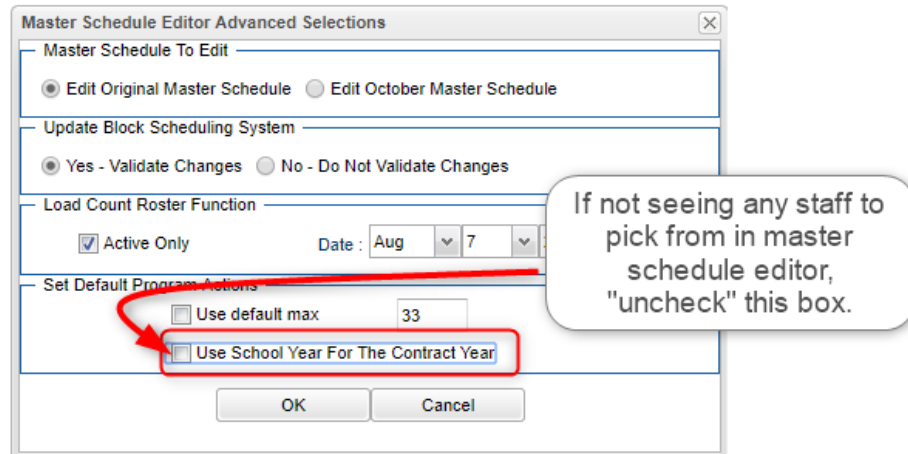 Master Schedule Editor Advanced Selections
Master Schedule To Edit
Edit Original Master Schedule Edit October Master Schedule
Update Block Scheduling System
Yes - Validate Changes No - Do Not Validate Changes
Load Count Roster Function
Active Only Date : Aug 7
If not seeing any staff to
pick from in master
schedule editor,
"uncheck" this box.
Set Default Program Actions
Use default max 33
Use School Year For The Contract Year
OK Cancel